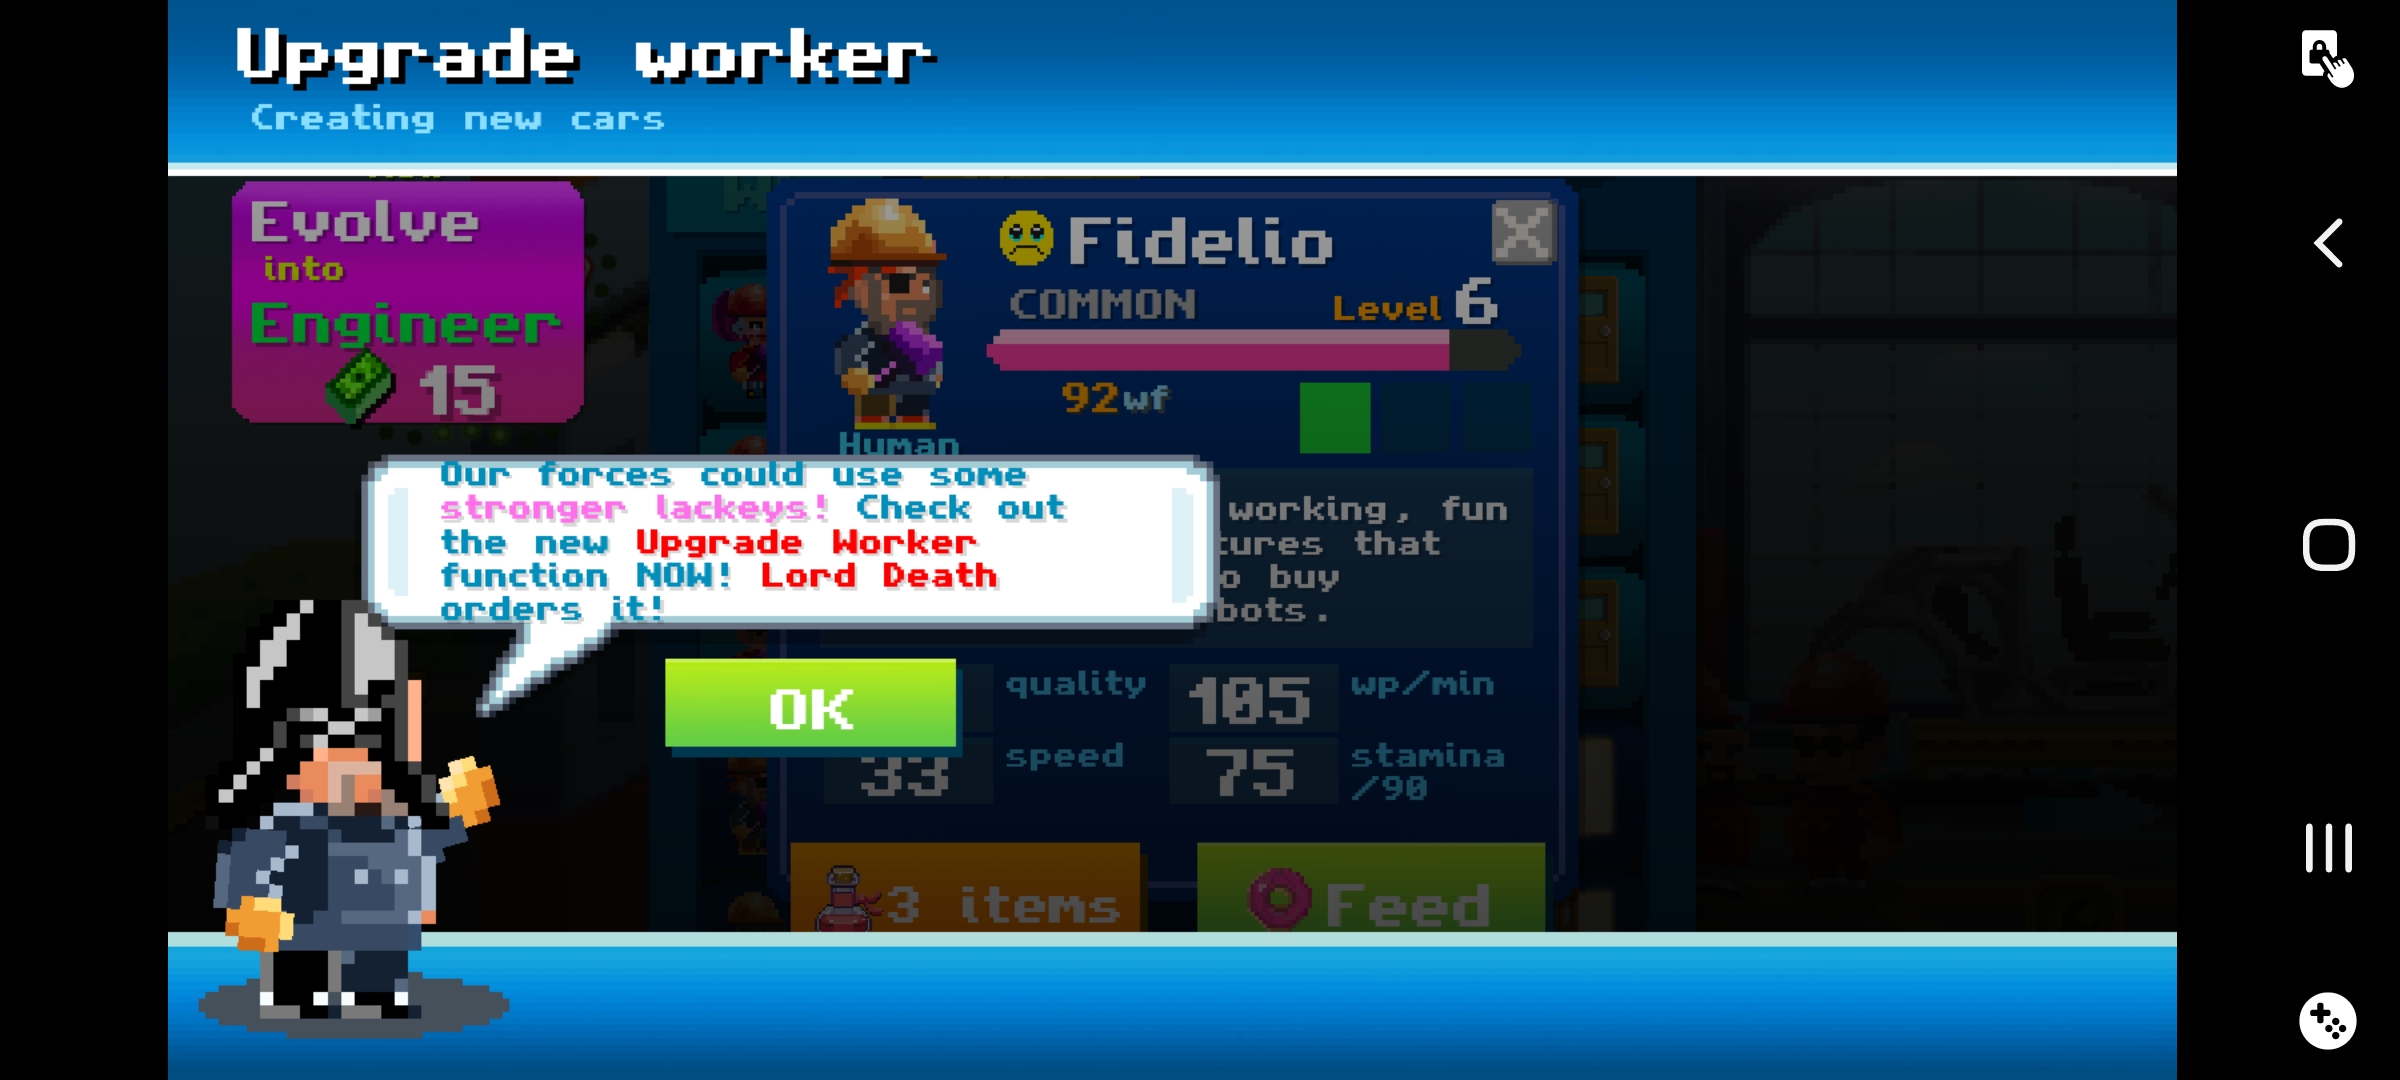 Upgrade worker
Creating new cars
Evolve
into
Engineer
15
Fidelio
COMMON
Level 6
92wf
Human
Our forces could use some
stronger lackeys! Check out
the new Upgrade Worker
function NOW! Lord Death
orders it!
working, fun
tures that
o buy
bots.
OK
quality
105 wp/min
33 speed
75 stamina
/90
3 items
Feed